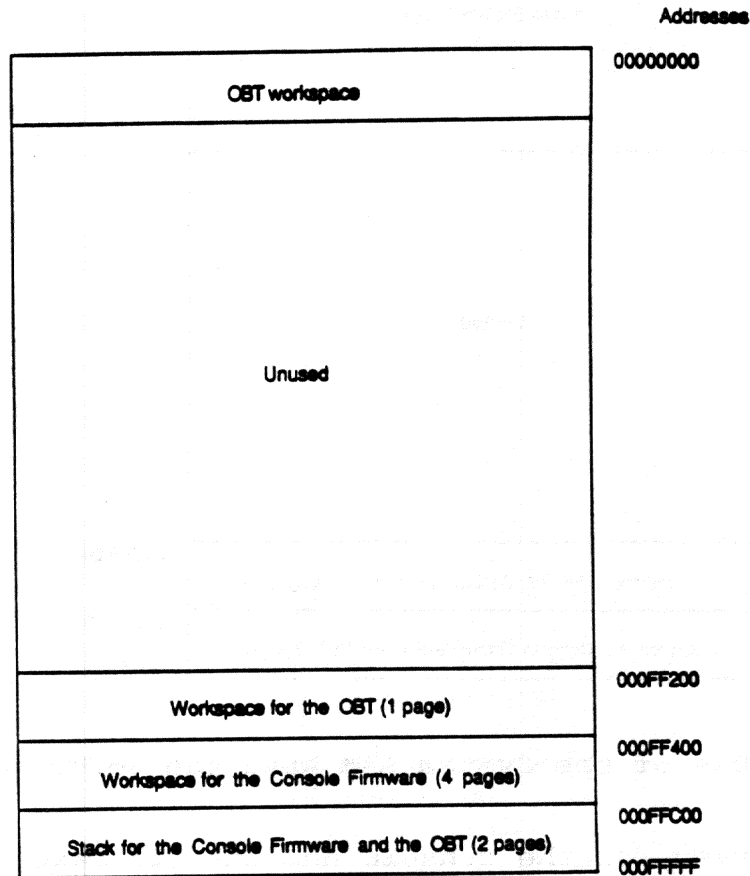 Addresses
00000000
OBT workspace
Unused
000FF200
Workspace for the OBT (1 page)
000FF400
Workspace for the Console Firmware (4 pages)
000FFC00
Stack for the Console Firmware and the OBT (2 pages)
000FFFFF